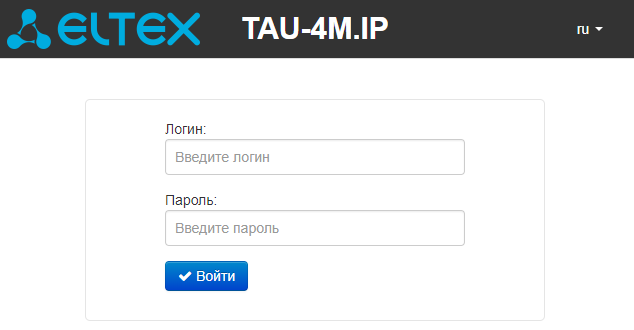 ELTEX TAU-4M.IP ru
Логин:
Введите логин
Пароль:
Введите пароль
Войти